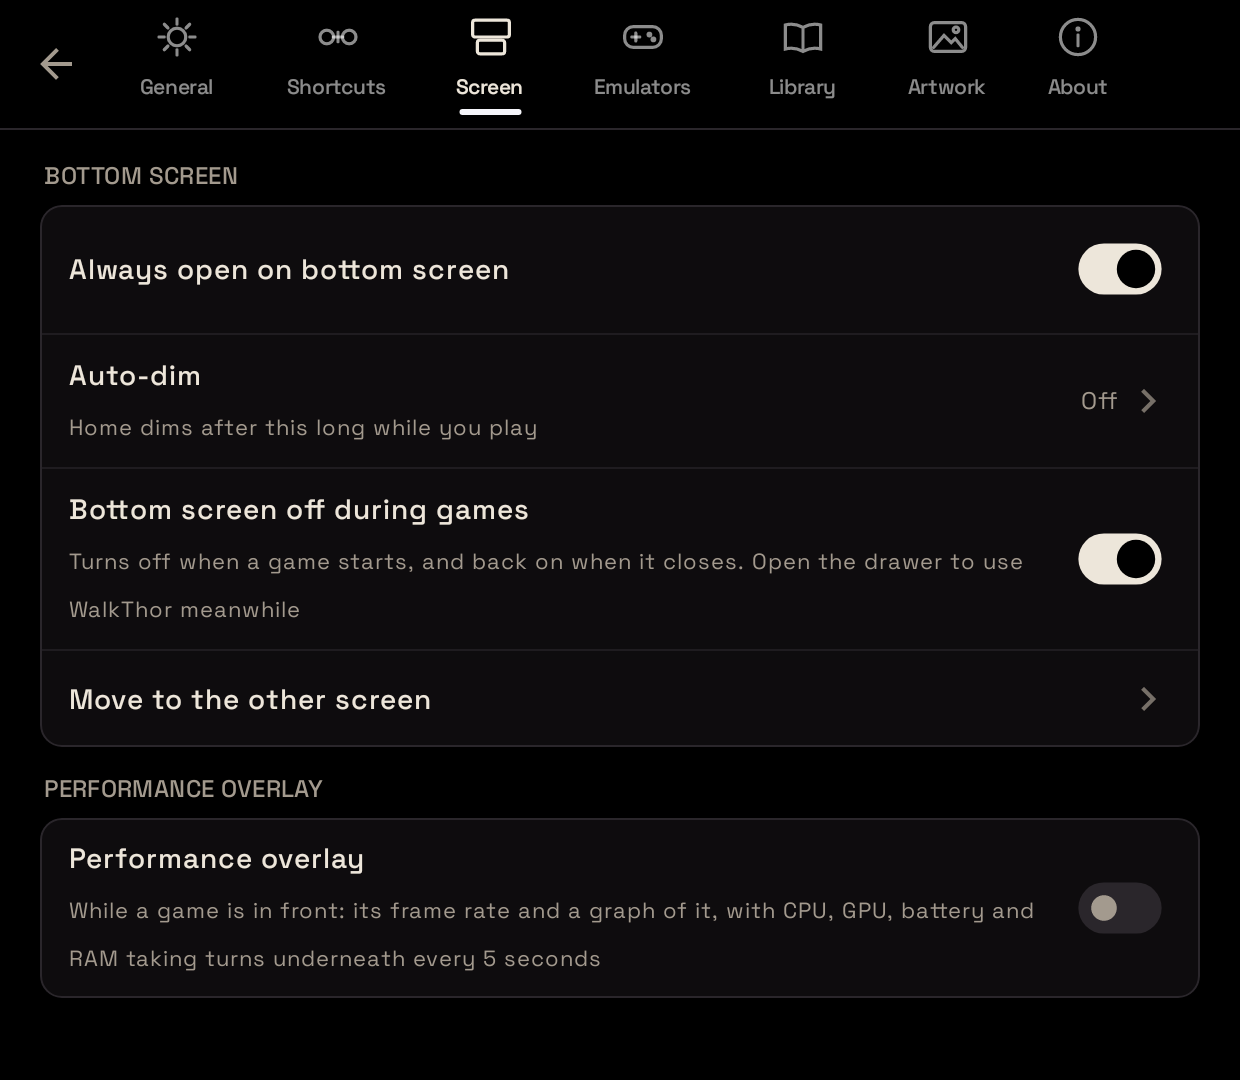 General
Shortcuts
Screen
Emulators
Library
Artwork
About
BOTTOM SCREEN
Always open on bottom screen
Auto-dim
Home dims after this long while you play
Off
Bottom screen off during games
Turns off when a game starts, and back on when it closes. Open the drawer to use
WalkThor meanwhile
Move to the other screen
PERFORMANCE OVERLAY
Performance overlay
While a game is in front: its frame rate and a graph of it, with CPU, GPU, battery and
RAM taking turns underneath every 5 seconds